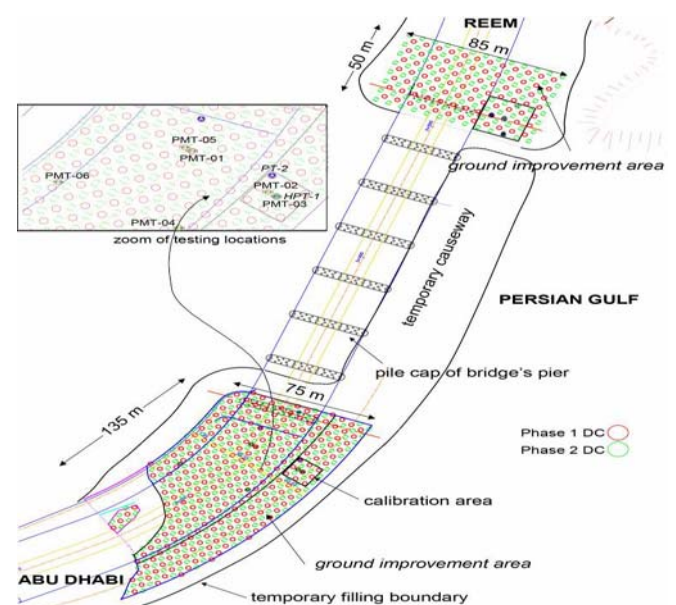 REEM
85 m
50 m
PMT-05
PMT-01
PT-2
PMT-06
PMT-02
HPT-1
PMT-03
PMT-04
zoom of testing locations
ground improvement area
temporary causeway
PERSIAN GULF
pile cap of bridge's pier
75 m
135 m
Phase 1 DC
Phase 2 DC
calibration area
ground improvement area
ABU DHABI
temporary filling boundary